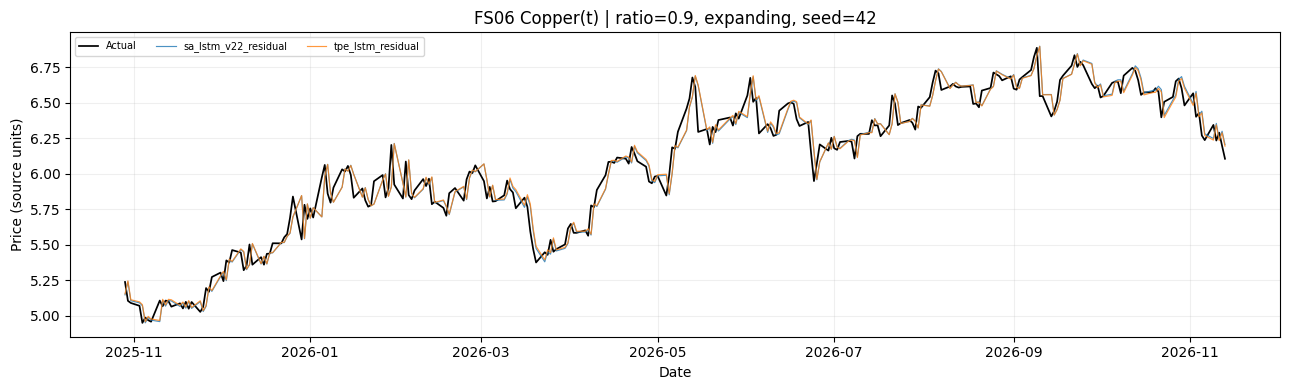 FS06 Copper(t) | ratio=0.9, expanding, seed=42
Actual sa_lstm_v22_residual tpe_lstm_residual
Price (source units)
6.75
6.50
6.25
6.00
5.75
5.50
5.25
5.00
2025-11 2026-01 2026-03 2026-05 2026-07 2026-09 2026-11
Date